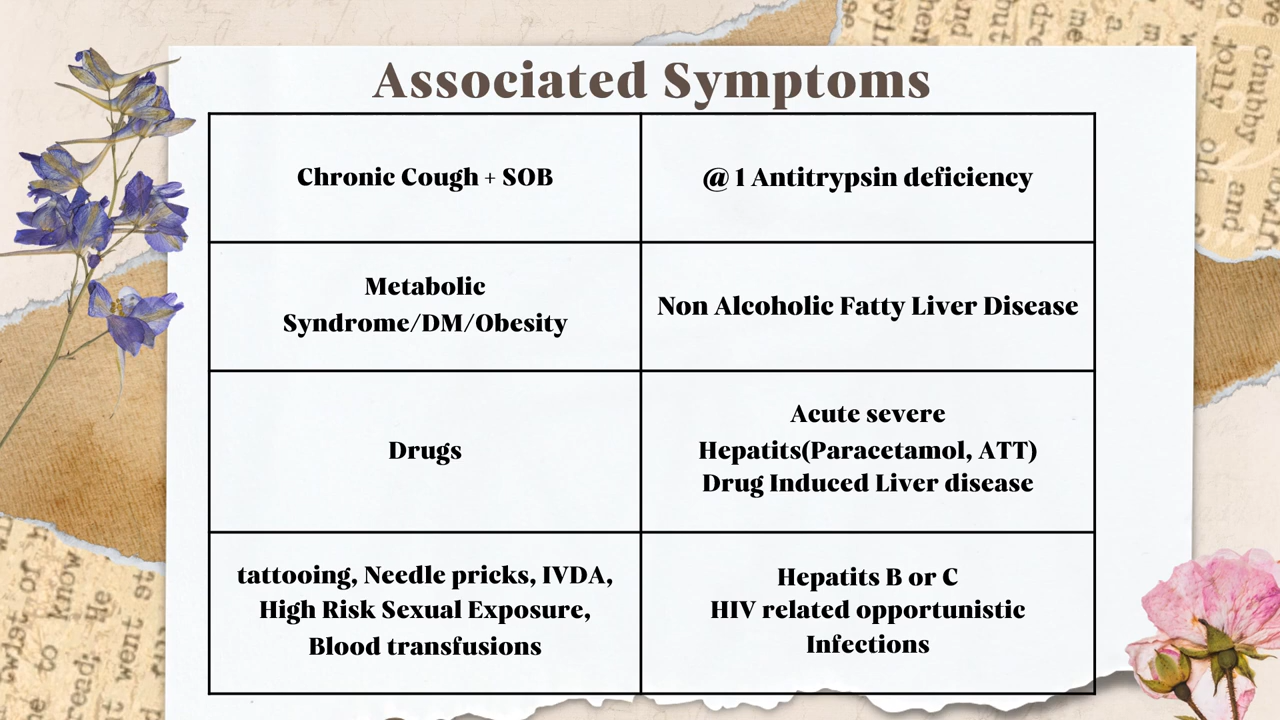 Associated Symptoms
Chronic Cough + SOB
@ 1 Antitrypsin deficiency
Metabolic
Syndrome/DM/Obesity
Non Alcoholic Fatty Liver Disease
Drugs
Acute severe
Hepatits(Paracetamol, ATT)
Drug Induced Liver disease
tattooing, Needle pricks, IVDA,
High Risk Sexual Exposure,
Blood transfusions
Hepatits B or C
HIV related opportunistic
Infections